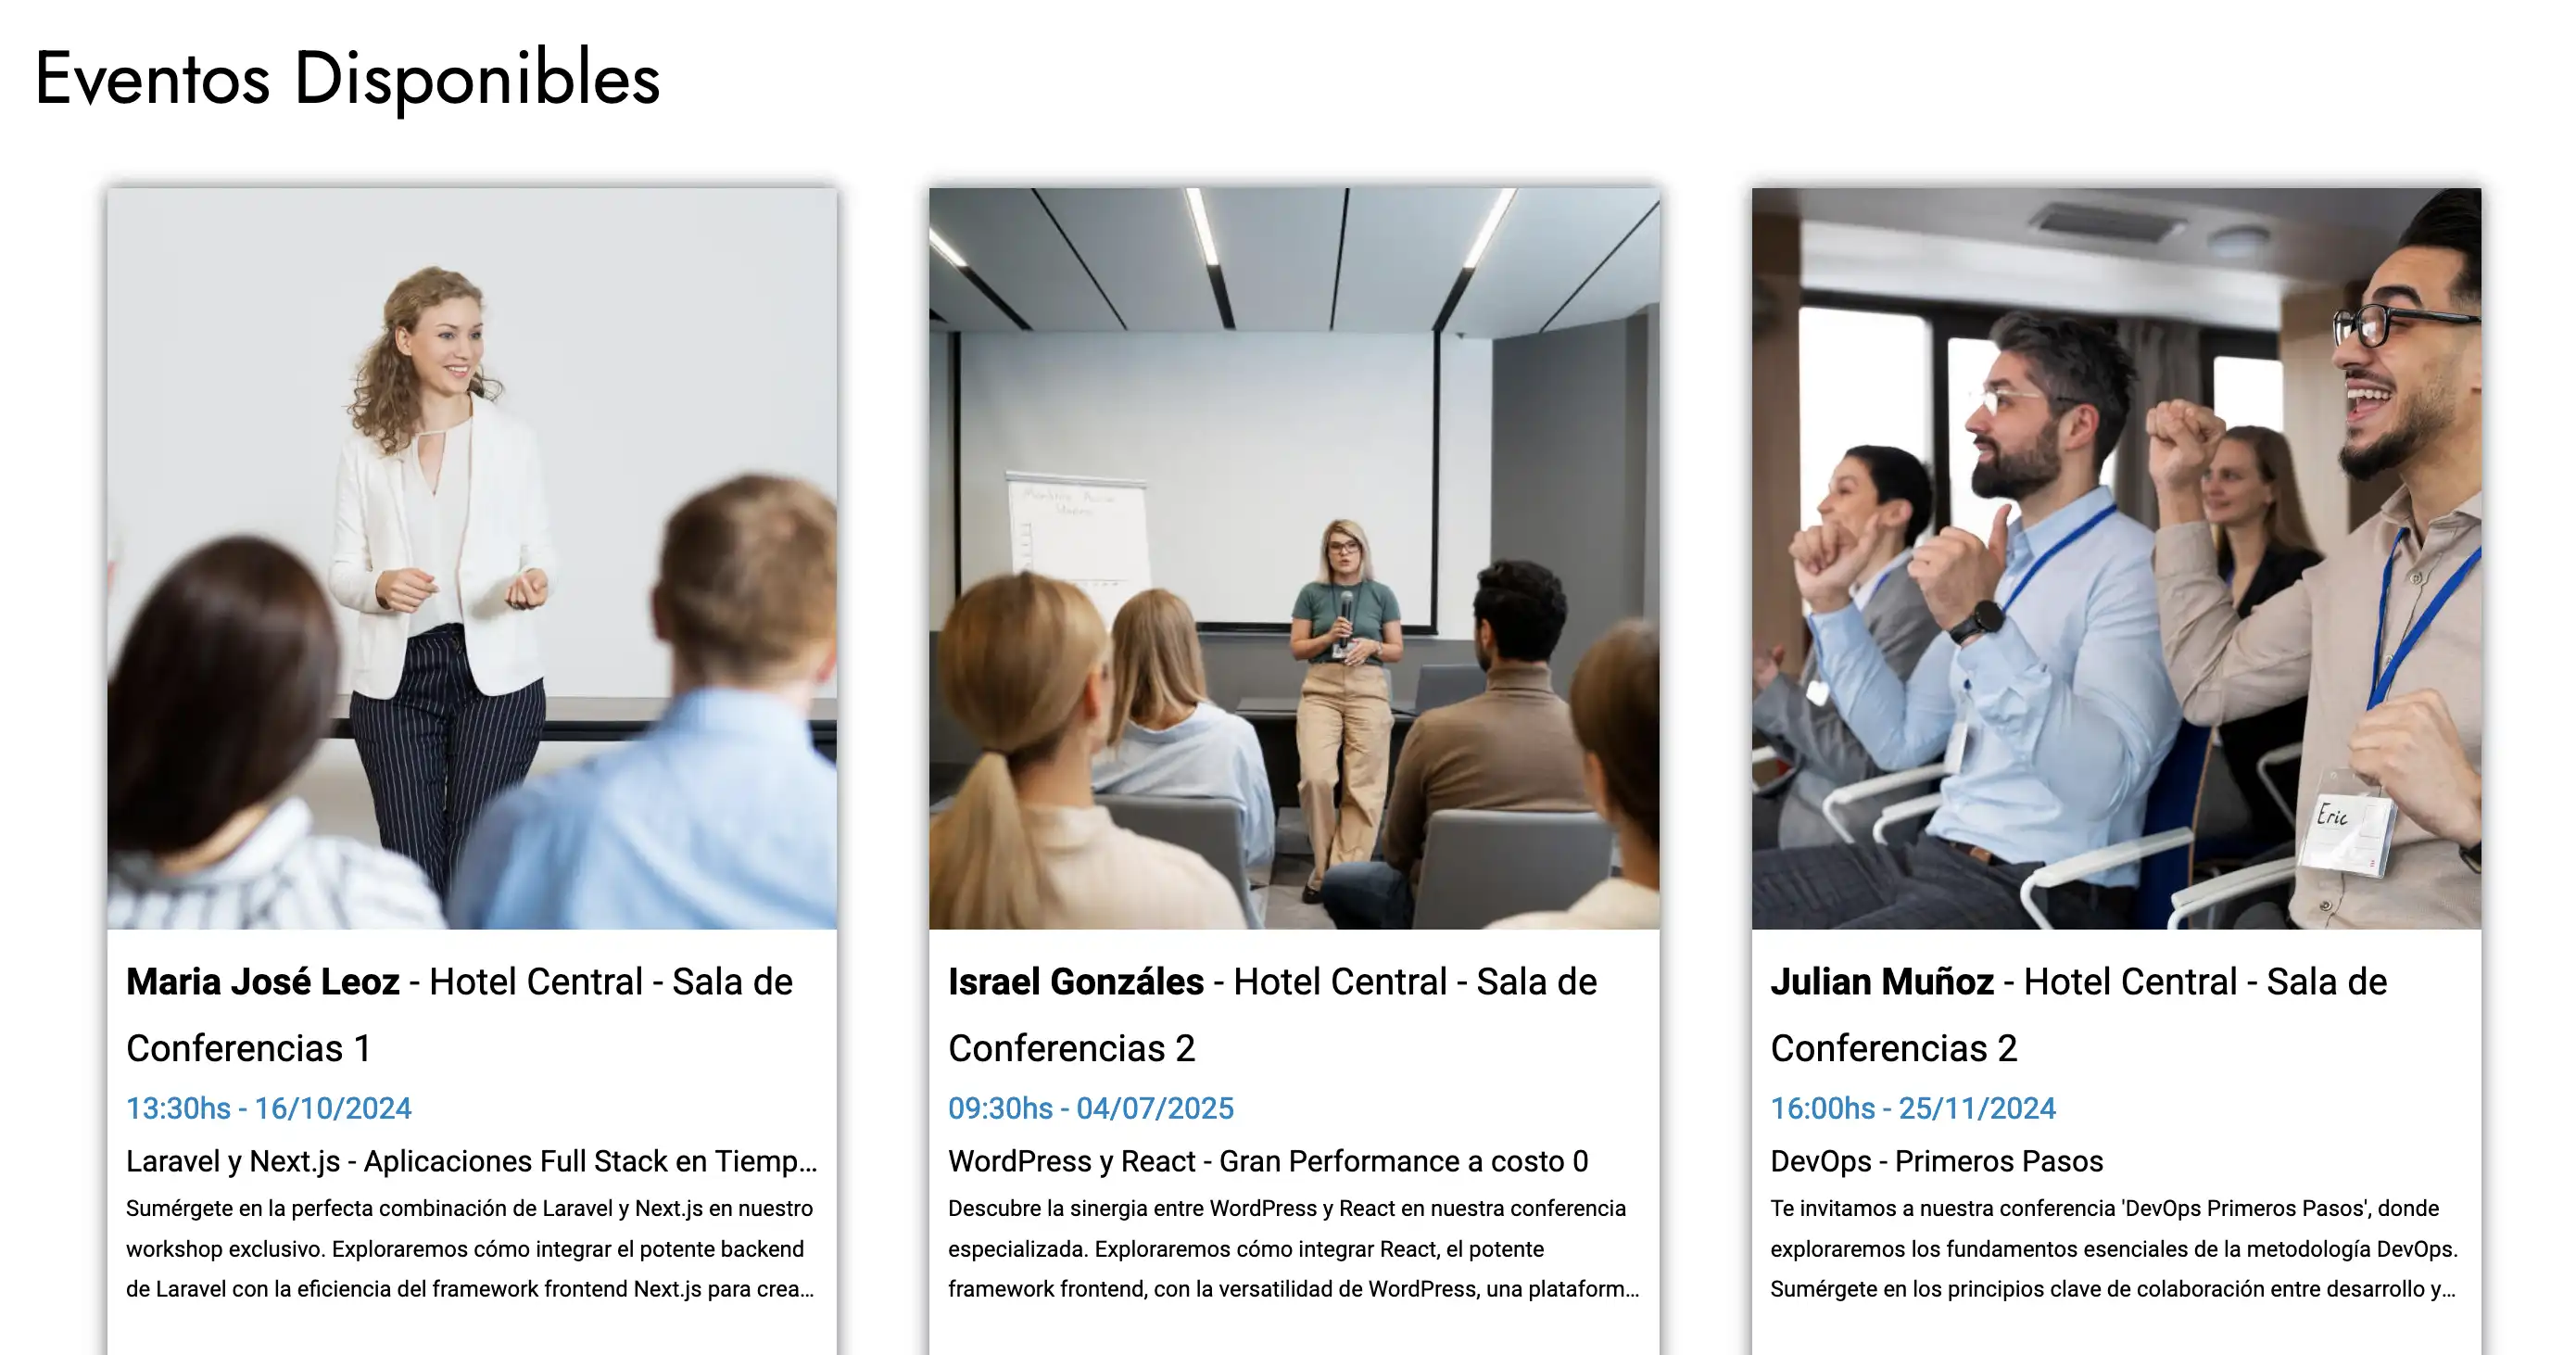 Eventos Disponibles
Eric
Maria José Leoz - Hotel Central - Sala de
Conferencias 1
13:30hs - 16/10/2024
Laravel y Next.js - Aplicaciones Full Stack en Tiemp...
Sumérgete en la perfecta combinación de Laravel y Next.js en nuestro
workshop exclusivo. Exploraremos cómo integrar el potente backend
de Laravel con la eficiencia del framework frontend Next.js para crea...
Israel Gonzáles - Hotel Central - Sala de
Conferencias 2
09:30hs - 04/07/2025
WordPress y React - Gran Performance a costo 0
Descubre la sinergia entre WordPress y React en nuestra conferencia
especializada. Exploraremos cómo integrar React, el potente
framework frontend, con la versatilidad de WordPress, una plataform...
Julian Muñoz - Hotel Central - Sala de
Conferencias 2
16:00hs - 25/11/2024
DevOps - Primeros Pasos
Te invitamos a nuestra conferencia 'DevOps Primeros Pasos', donde
exploraremos los fundamentos esenciales de la metodología DevOps.
Sumérgete en los principios clave de colaboración entre desarrollo y...